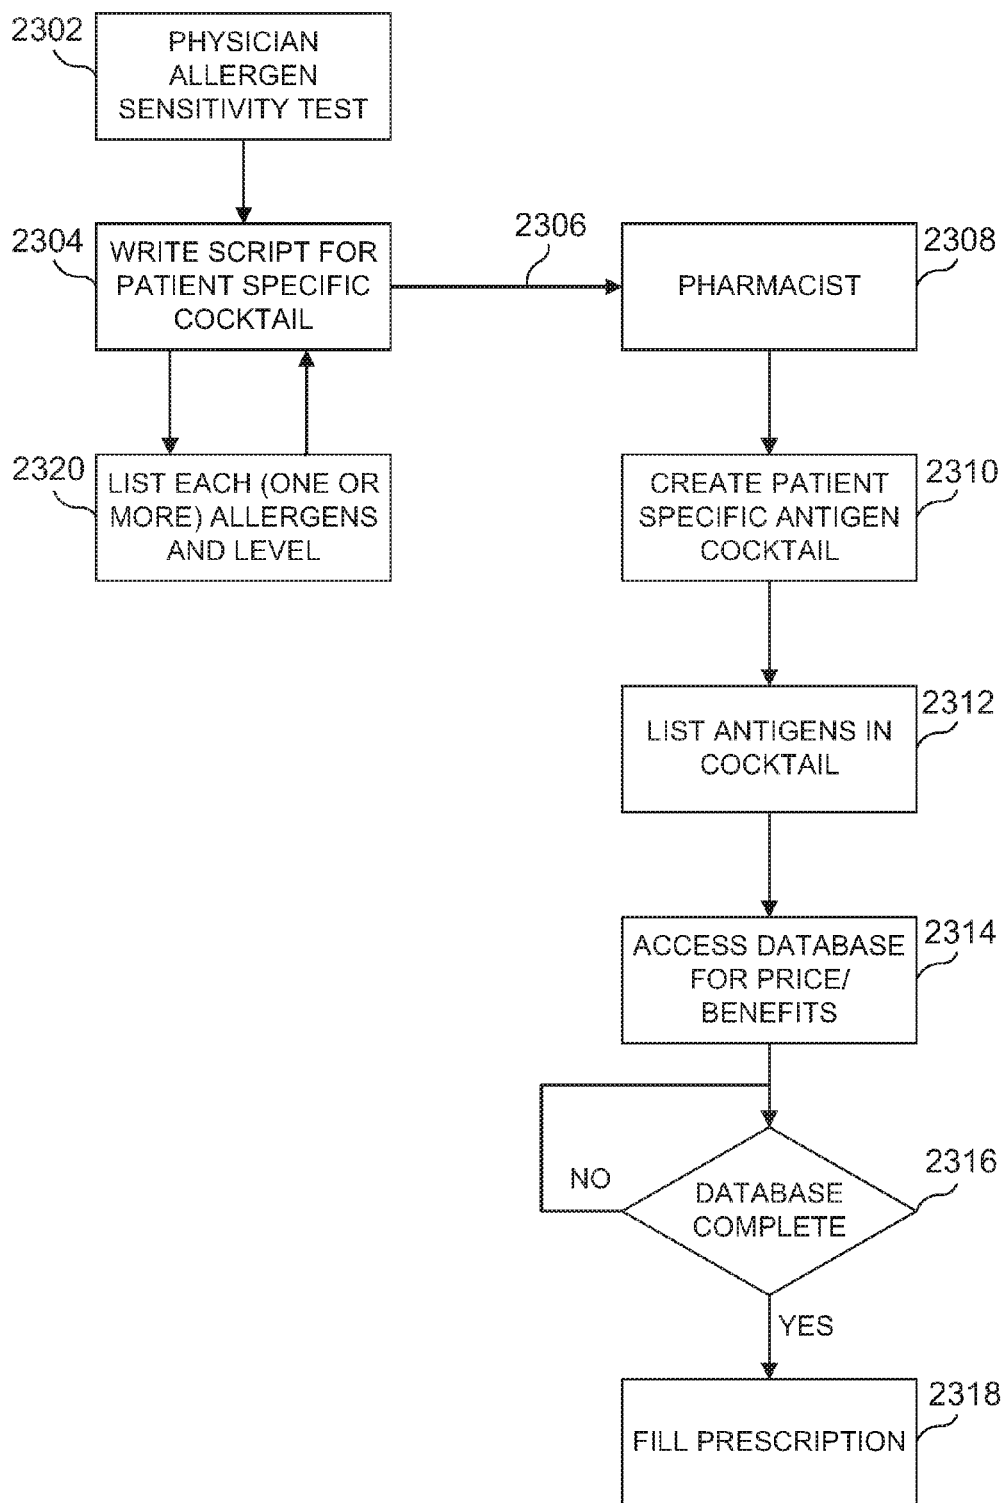 2302
PHYSICIAN
ALLERGEN
SENSITIVITY TEST
2304
WRITE SCRIPT FOR
PATIENT SPECIFIC
COCKTAIL
2306
PHARMACIST
2308
2320
LIST EACH (ONE OR
MORE) ALLERGENS
AND LEVEL
CREATE PATIENT
SPECIFIC ANTIGEN
COCKTAIL
2310
LIST ANTIGENS IN
COCKTAIL
2312
ACCESS DATABASE
FOR PRICE/
BENEFITS
2314
NO
DATABASE
COMPLETE
2316
YES
FILL PRESCRIPTION
2318